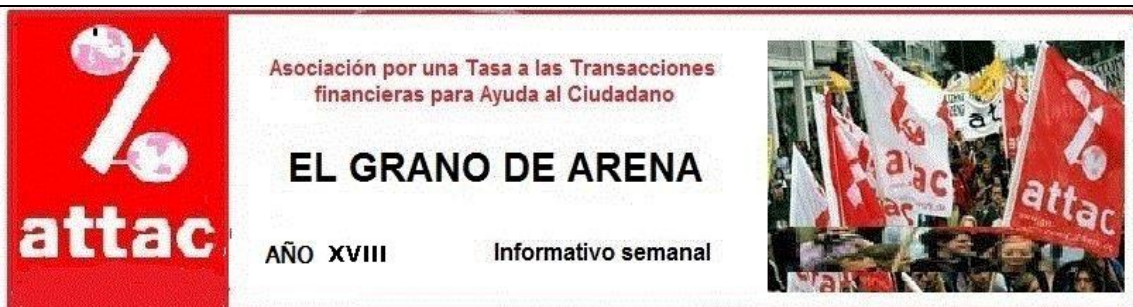 attac
Asociación por una Tasa a las Transacciones
financieras para Ayuda al Ciudadano
EL GRANO DE ARENA
AÑO XVIII
Informativo semanal
attac
attac
at